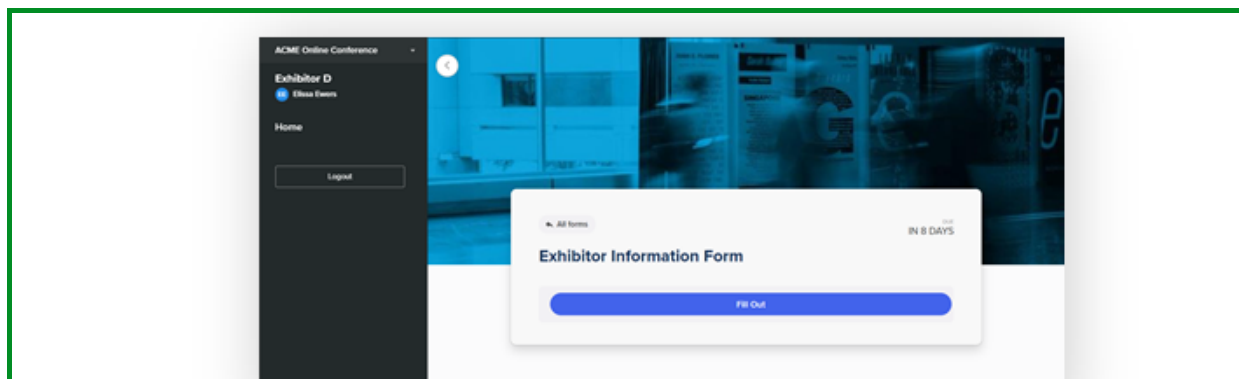 ACME Online Conference
Exhibitor D
EE Elissa Ewers
Home
Logout
All forms
DUE
IN 8 DAYS
Exhibitor Information Form
Fill Out